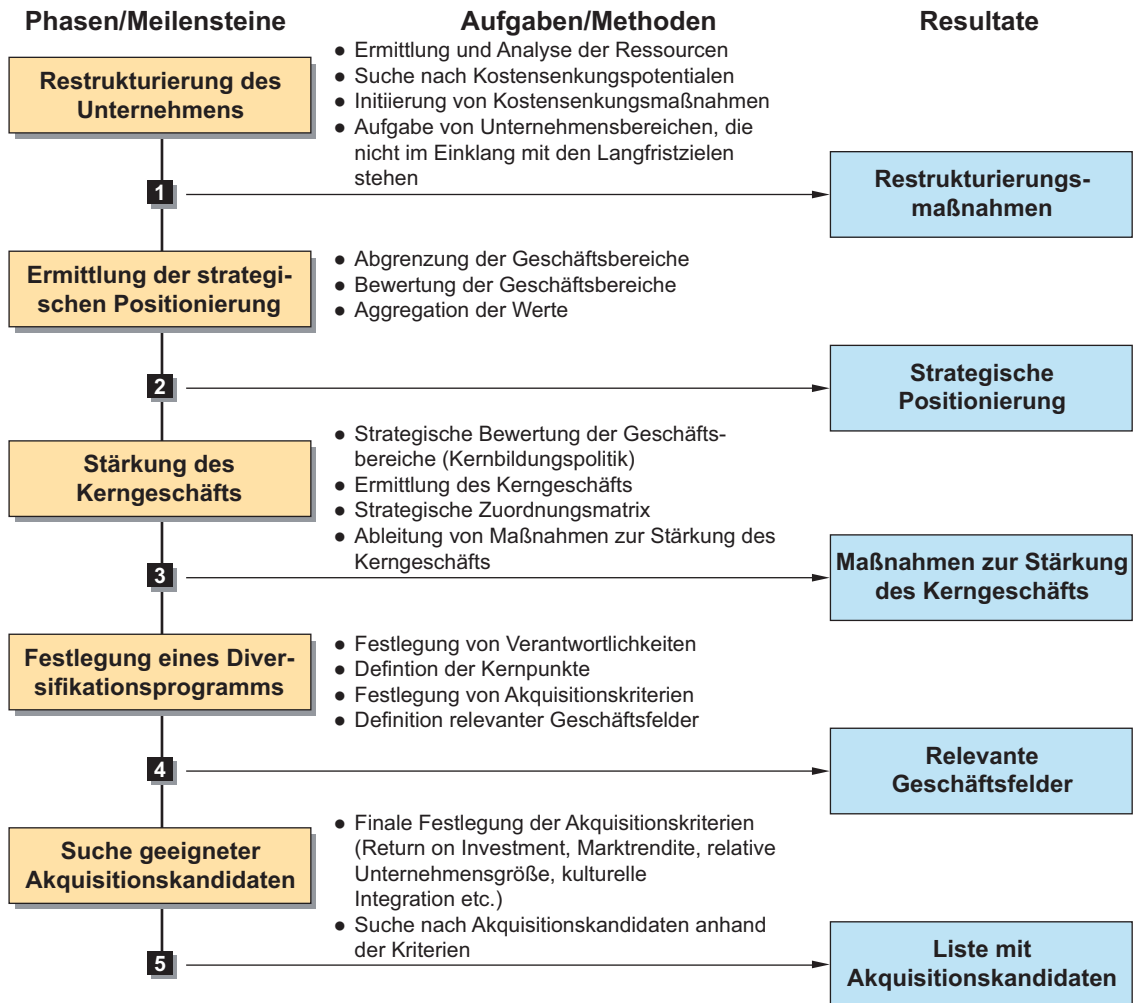 Phasen/Meilensteine
Aufgaben/Methoden
Resultate
Restrukturierung des
Unternehmens
● Ermittlung und Analyse der Ressourcen
● Suche nach Kostensenkungspotentialen
● Initiierung von Kostensenkungsmaßnahmen
● Aufgabe von Unternehmensbereichen, die
nicht im Einklang mit den Langfristzielen
stehen
1
Restrukturierungs-
maßnahmen
Ermittlung der strategi-
schen Positionierung
● Abgrenzung der Geschäftsbereiche
● Bewertung der Geschäftsbereiche
● Aggregation der Werte
2
Strategische
Positionierung
Stärkung des
Kerngeschäfts
● Strategische Bewertung der Geschäfts-
bereiche (Kernbildungspolitik)
● Ermittlung des Kerngeschäfts
● Strategische Zuordnungsmatrix
● Ableitung von Maßnahmen zur Stärkung des
Kerngeschäfts
3
Maßnahmen zur Stärkung
des Kerngeschäfts
Festlegung eines Diver-
sifikationsprogramms
● Festlegung von Verantwortlichkeiten
● Defintion der Kernpunkte
● Festlegung von Akquisitionskriterien
● Definition relevanter Geschäftsfelder
4
Relevante
Geschäftsfelder
Suche geeigneter
Akquisitionskandidaten
● Finale Festlegung der Akquisitionskriterien
(Return on Investment, Marktrendite, relative
Unternehmensgröße, kulturelle
Integration etc.)
● Suche nach Akquisitionskandidaten anhand
der Kriterien
5
Liste mit
Akquisitionskandidaten